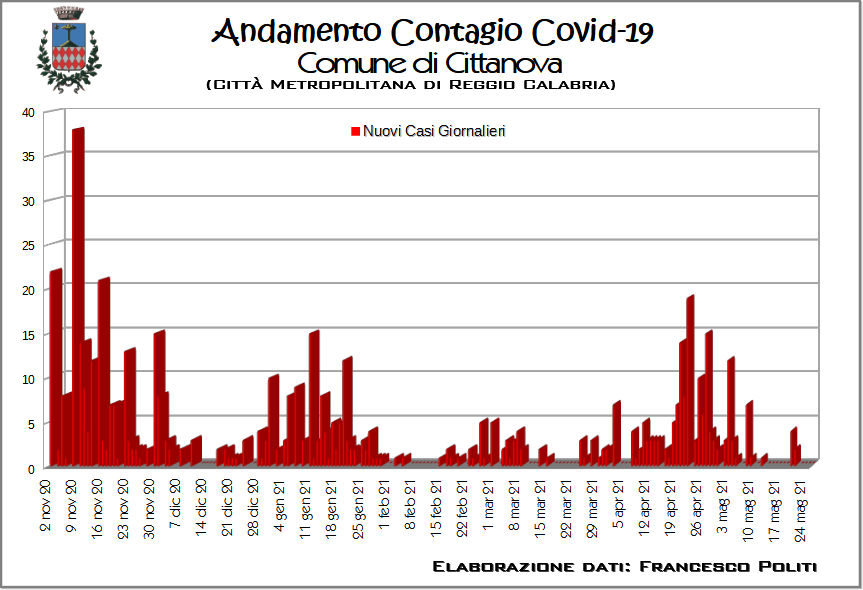 Andamento Contagio Covid-19
Comune di Cittanova
(Città Metropolitana di Reggio Calabria)
Nuovi Casi Giornalieri
40
35
30
25
20
15
10
5
0
2 nov 20
9 nov 20
16 nov 20
23 nov 20
30 nov 20
7 dic 20
14 dic 20
21 dic 20
28 dic 20
4 gen 21
11 gen 21
18 gen 21
25 gen 21
1 feb 21
8 feb 21
15 feb 21
22 feb 21
1 mar 21
8 mar 21
15 mar 21
22 mar 21
29 mar 21
5 apr 21
12 apr 21
19 apr 21
26 apr 21
3 mag 21
10 mag 21
17 mag 21
24 mag 21
Elaborazione dati: Francesco Politi